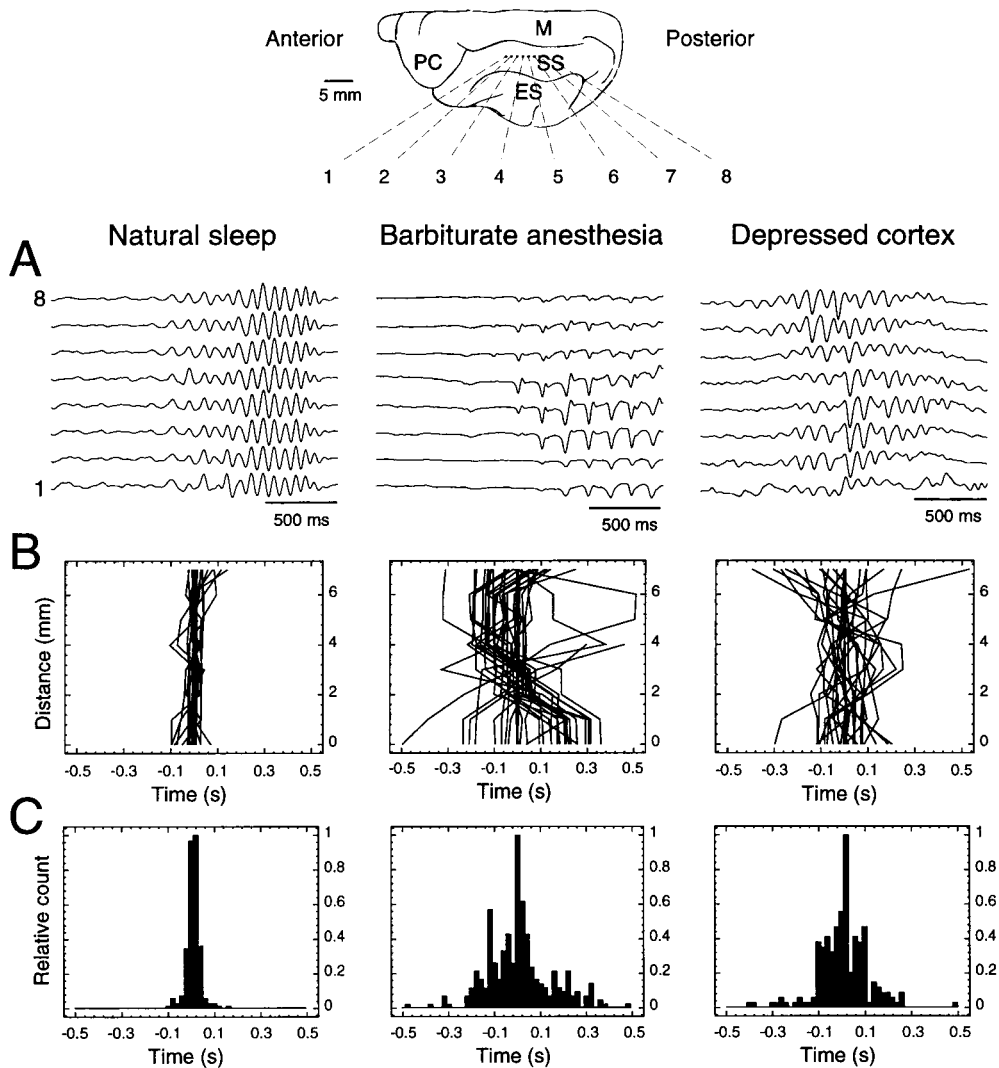 M
Anterior
Posterior
PC
SS
5 mm
ES
1 2 3 4 5 6 7 8
A
Natural sleep
Barbiturate anesthesia
Depressed cortex
8
1
500 ms
500 ms
500 ms
B
Distance (mm)
6
4
2
0
-0.5 -0.3 -0.1 0.1 0.3 0.5
Time (s)
6
4
2
0
-0.5 -0.3 -0.1 0.1 0.3 0.5
Time (s)
6
4
2
0
-0.5 -0.3 -0.1 0.1 0.3 0.5
Time (s)
C
Relative count
1
0.8
0.6
0.4
0.2
0
-0.5 -0.3 -0.1 0.1 0.3 0.5
Time (s)
1
0.8
0.6
0.4
0.2
0
-0.5 -0.3 -0.1 0.1 0.3 0.5
Time (s)
1
0.8
0.6
0.4
0.2
0
-0.5 -0.3 -0.1 0.1 0.3 0.5
Time (s)